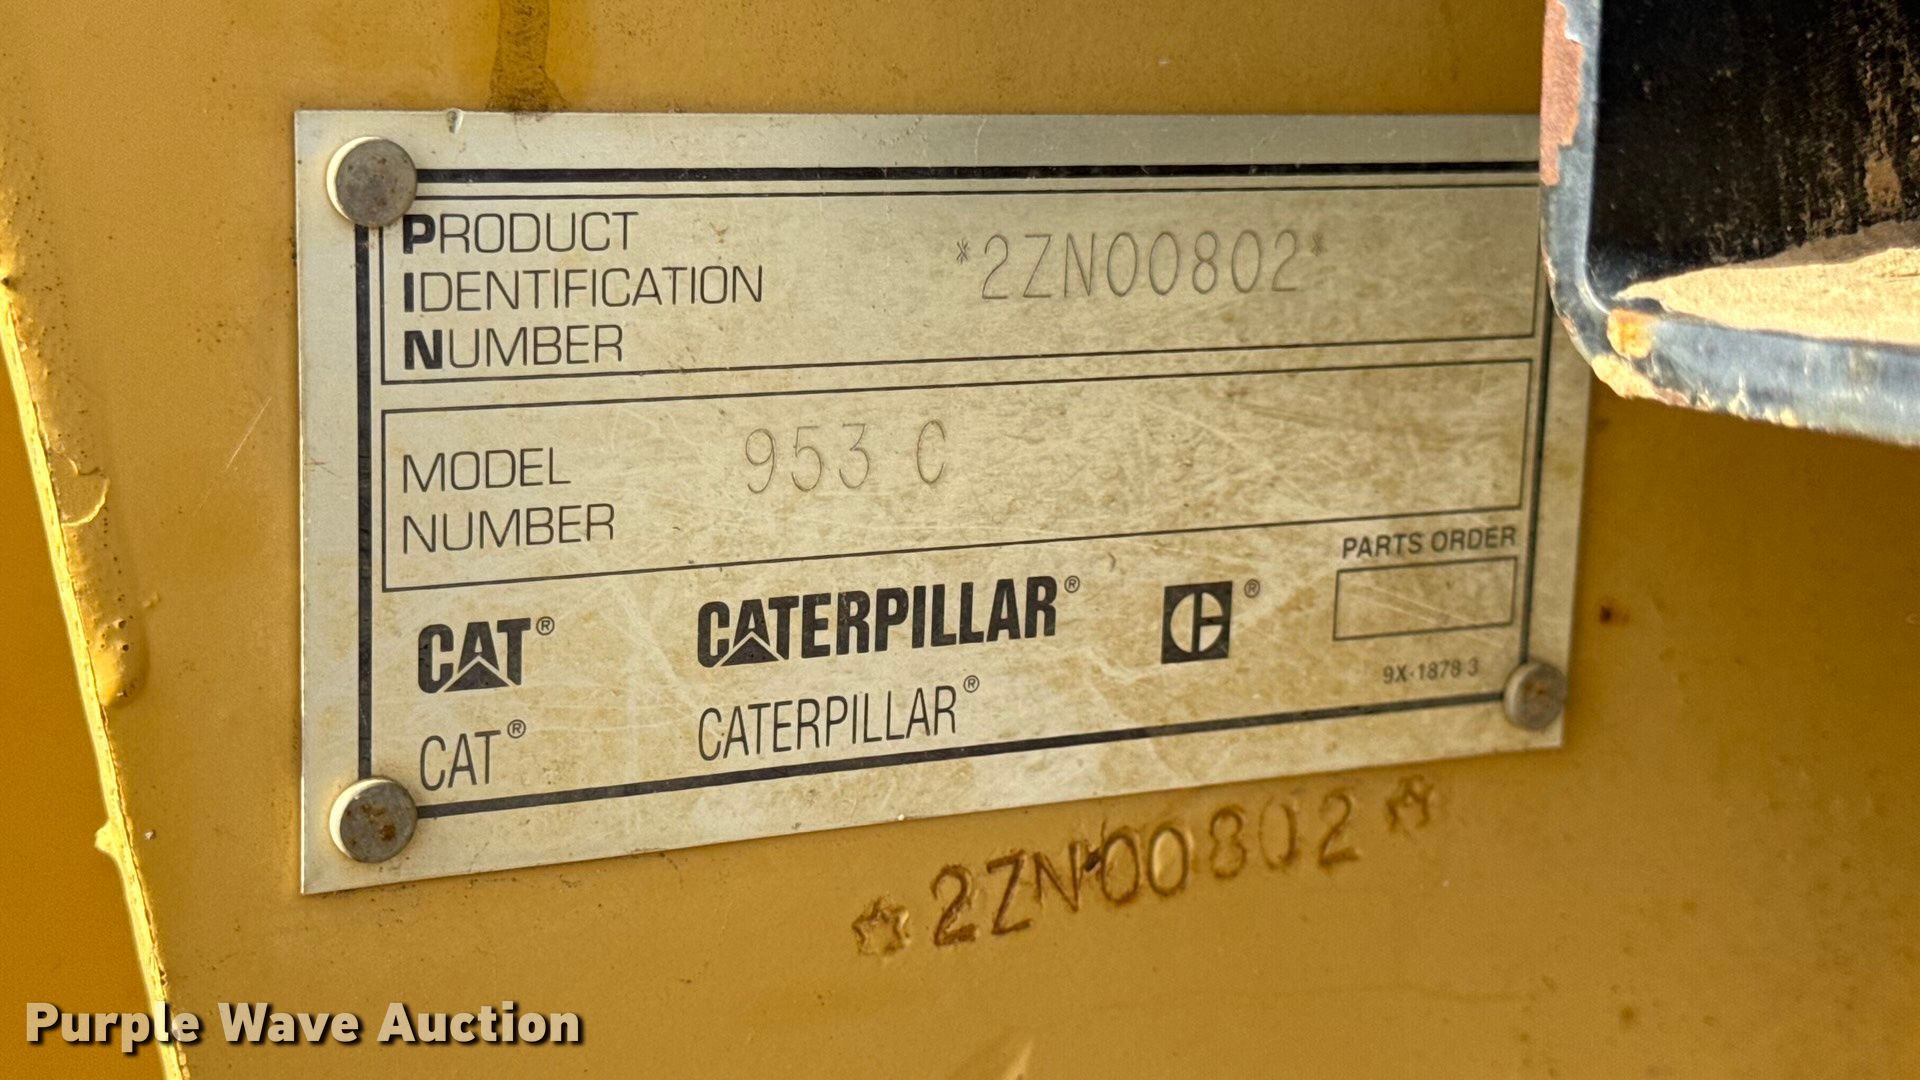 PRODUCT
IDENTIFICATION
NUMBER
*2ZN00802*
MODEL
NUMBER
953 C
PARTS ORDER
CAT® CATERPILLAR® ®
9X-1878 3
CAT® CATERPILLAR®
☆2ZN00802☆
Purple Wave Auction